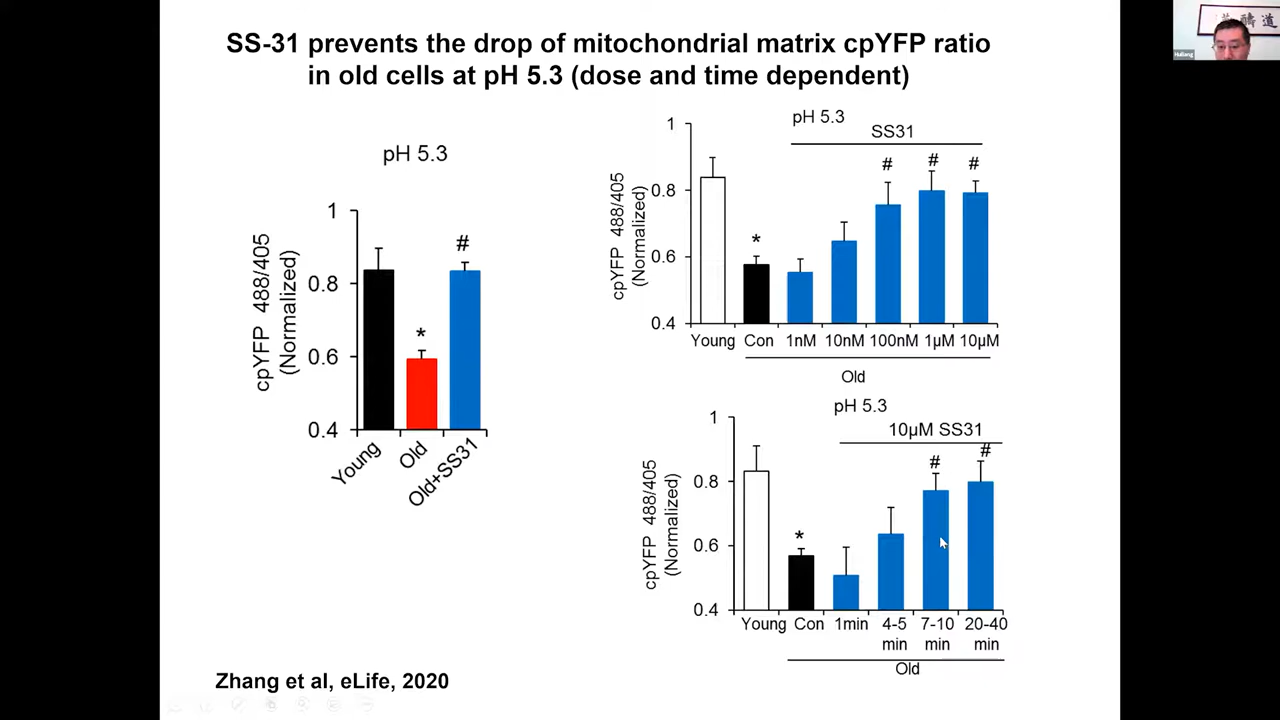 SS-31 prevents the drop of mitochondrial matrix cpYFP ratio
in old cells at pH 5.3 (dose and time dependent)
pH 5.3
cpYFP 488/405
(Normalized)
1
0.8
0.6
0.4
*
#
Young
Old
Old+SS31
pH 5.3
SS31
cpYFP 488/405
(Normalized)
1
0.8
0.6
0.4
*
#
#
#
Young
Con
1nM
10nM
100nM
1µM
10µM
Old
pH 5.3
10µM SS31
cpYFP 488/405
(Normalized)
1
0.8
0.6
0.4
*
#
#
Young
Con
1min
4-5
min
7-10
min
20-40
min
Old
Zhang et al, eLife, 2020